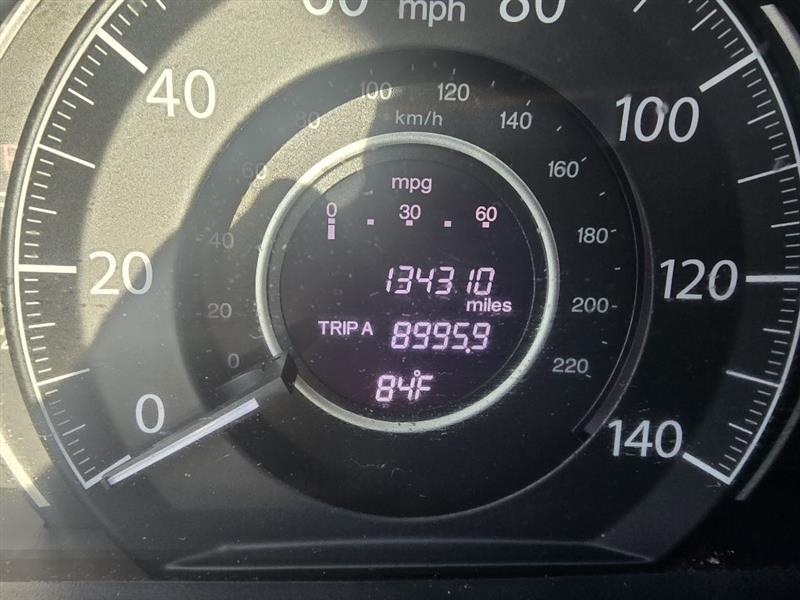 60 mph 80
40 100
20 120
0 140
100 120
80 km/h 140
60 160
40 180
20 200
0 220
mpg
0 30 60
134310
miles
TRIP A 8995.9
84°F